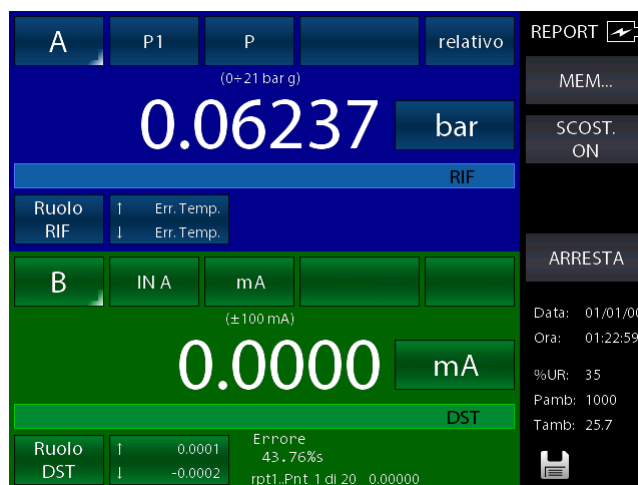 A P1 P relativo
(0÷21 bar g)
0.06237 bar
RIF
Ruolo RIF
↑ Err. Temp.
↓ Err. Temp.
B IN A mA
(±100 mA)
0.0000 mA
DST
Ruolo DST
↑ 0.0001
↓ -0.0002
Errore
43.76%s
rpt1..Pnt 1 di 20 0.00000
REPORT
MEM...
SCOST.
ON
ARRESTA
Data: 01/01/00
Ora: 01:22:59
%UR: 35
Pamb: 1000
Tamb: 25.7